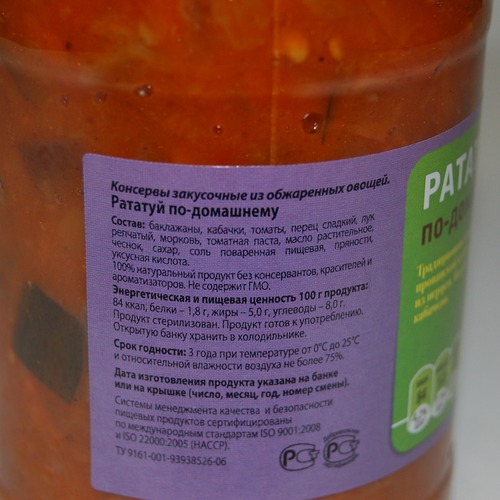 Консервы закусочные из обжаренных овощей.
Рататуй по-домашнему
Состав: баклажаны, кабачки, томаты, перец сладкий, лук
репчатый, морковь, томатная паста, масло растительное,
чеснок, сахар, соль поваренная пищевая, пряности,
уксусная кислота.
100% натуральный продукт без консервантов, красителей и
ароматизаторов. Не содержит ГМО.
Энергетическая и пищевая ценность 100 г продукта:
84 ккал, белки – 1,8 г, жиры – 5,0 г, углеводы – 8,0 г.
Продукт стерилизован. Продукт готов к употреблению.
Открытую банку хранить в холодильнике.
Срок годности: 3 года при температуре от 0°С до 25°С
и относительной влажности воздуха не более 75%.
Дата изготовления продукта указана на банке
или на крышке (число, месяц, год, номер смены).
Системы менеджмента качества и безопасности
пищевых продуктов сертифицированы
по международным стандартам ISO 9001:2008
и ISO 22000:2005 (HACCP).
ТУ 9161-001-93938526-06
РАТА
по-до